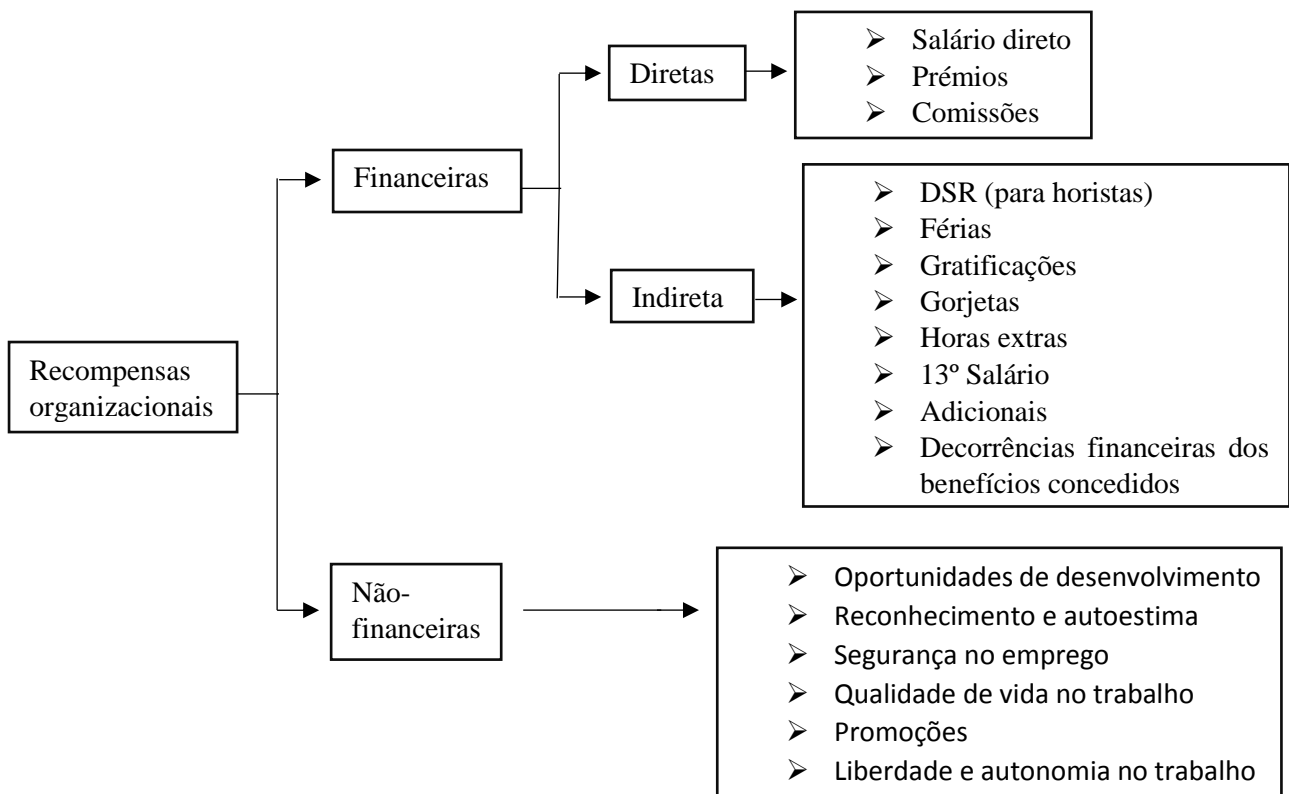 Recompensas
organizacionais
Financeiras
Diretas
➢ Salário direto
➢ Prémios
➢ Comissões
Indireta
➢ DSR (para horistas)
➢ Férias
➢ Gratificações
➢ Gorjetas
➢ Horas extras
➢ 13º Salário
➢ Adicionais
➢ Decorrências financeiras dos
benefícios concedidos
Não-
financeiras
➢ Oportunidades de desenvolvimento
➢ Reconhecimento e autoestima
➢ Segurança no emprego
➢ Qualidade de vida no trabalho
➢ Promoções
➢ Liberdade e autonomia no trabalho